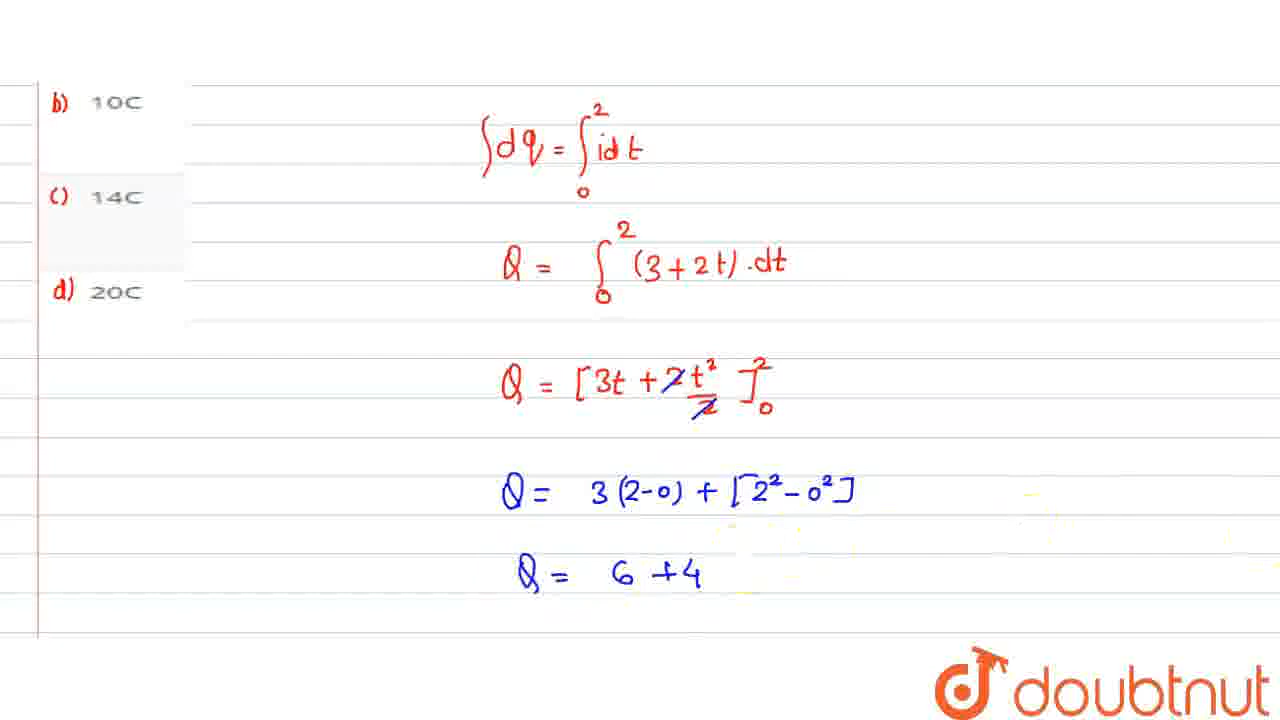 b) 10C
c) 14C
d) 20C
∫dq = ∫₀² idt
Q = ∫₀² (3+2t).dt
Q = [3t + 2t²/2]₀²
Q = 3(2-0) + [2²-0²]
Q = 6+4
doubtnut